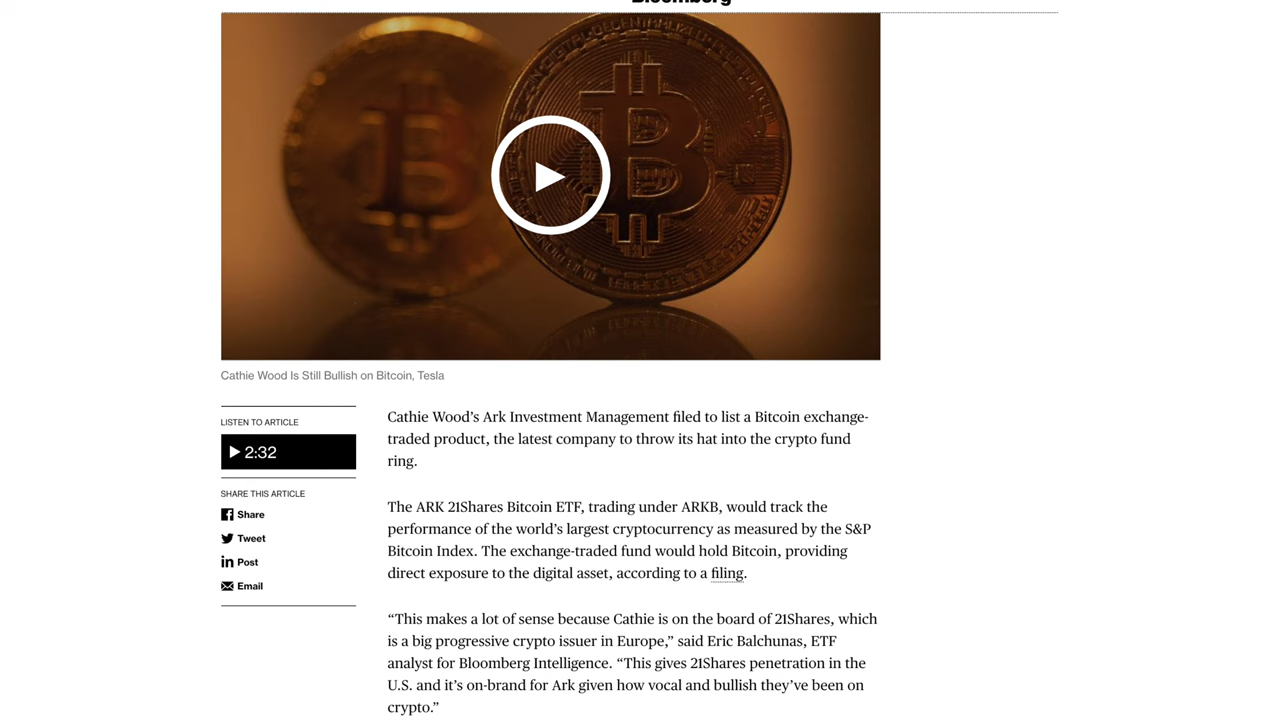 Bloomberg
Cathie Wood Is Still Bullish on Bitcoin, Tesla
LISTEN TO ARTICLE
2:32
SHARE THIS ARTICLE
Share
Tweet
in Post
Email
Cathie Wood’s Ark Investment Management filed to list a Bitcoin exchange-
traded product, the latest company to throw its hat into the crypto fund
ring.
The ARK 21Shares Bitcoin ETF, trading under ARKB, would track the
performance of the world’s largest cryptocurrency as measured by the S&P
Bitcoin Index. The exchange-traded fund would hold Bitcoin, providing
direct exposure to the digital asset, according to a filing.
“This makes a lot of sense because Cathie is on the board of 21Shares, which
is a big progressive crypto issuer in Europe,” said Eric Balchunas, ETF
analyst for Bloomberg Intelligence. “This gives 21Shares penetration in the
U.S. and it’s on-brand for Ark given how vocal and bullish they’ve been on
crypto.”